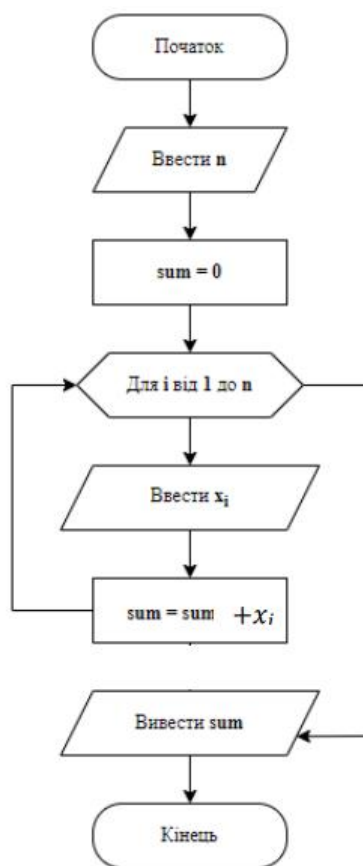 Початок
Ввести n
sum = 0
Для i від 1 до n
Ввести xᵢ
sum = sum +xᵢ
Вивести sum
Кінець